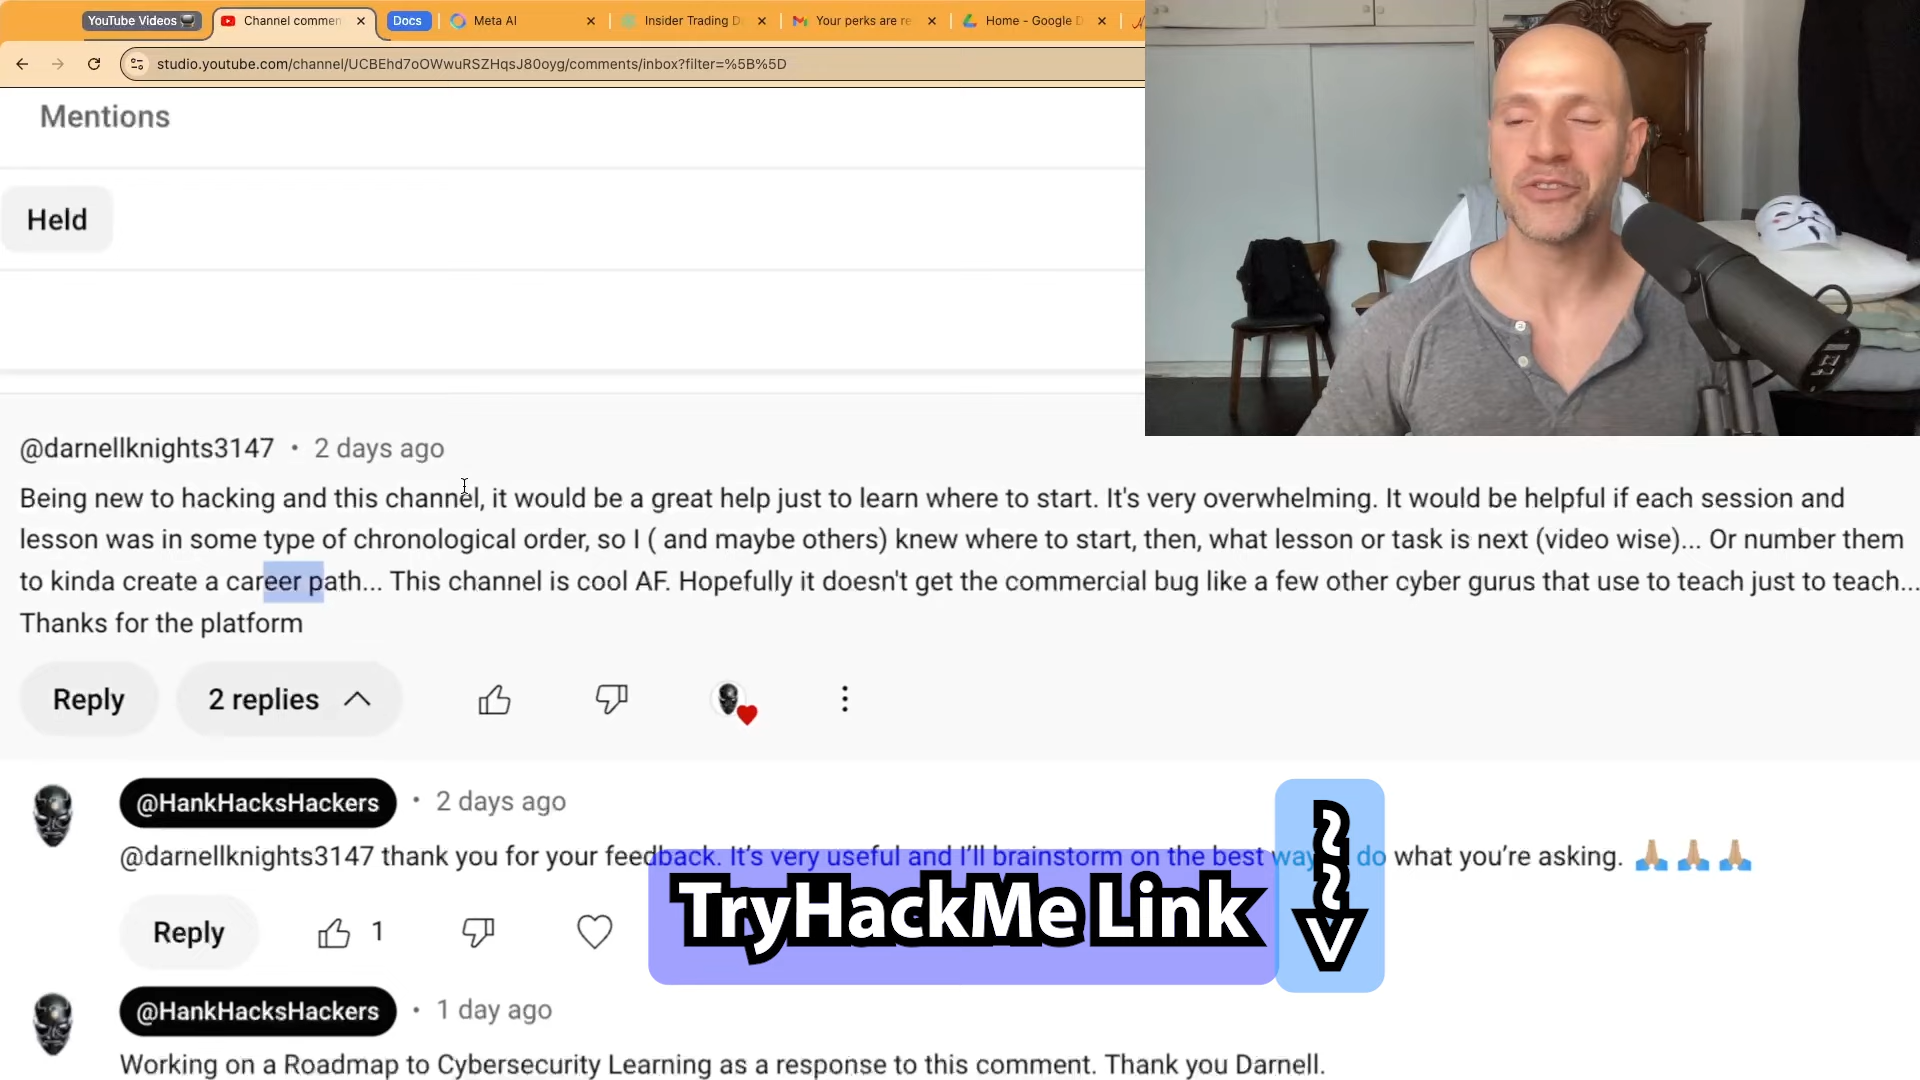 YouTube Videos
Channel commen
Docs
Meta AI
Insider Trading D
Your perks are re
Home - Google D
studio.youtube.com/channel/UCBEhd7oOWwuRSZHqsJ80oyg/comments/inbox?filter=%5B%5D
Mentions
Held
@darnellknights3147 • 2 days ago
Being new to hacking and this channel, it would be a great help just to learn where to start. It's very overwhelming. It would be helpful if each session and
lesson was in some type of chronological order, so I ( and maybe others) knew where to start, then, what lesson or task is next (video wise)... Or number them
to kinda create a career path... This channel is cool AF. Hopefully it doesn't get the commercial bug like a few other cyber gurus that use to teach just to teach...
Thanks for the platform
Reply
2 replies
@HankHacksHackers • 2 days ago
@darnellknights3147 thank you for your feedback. It’s very useful and I’ll brainstorm on the best way do what you’re asking. 🙏🏼 🙏🏼 🙏🏼
TryHackMe Link ~~>
Reply
1
@HankHacksHackers • 1 day ago
Working on a Roadmap to Cybersecurity Learning as a response to this comment. Thank you Darnell.